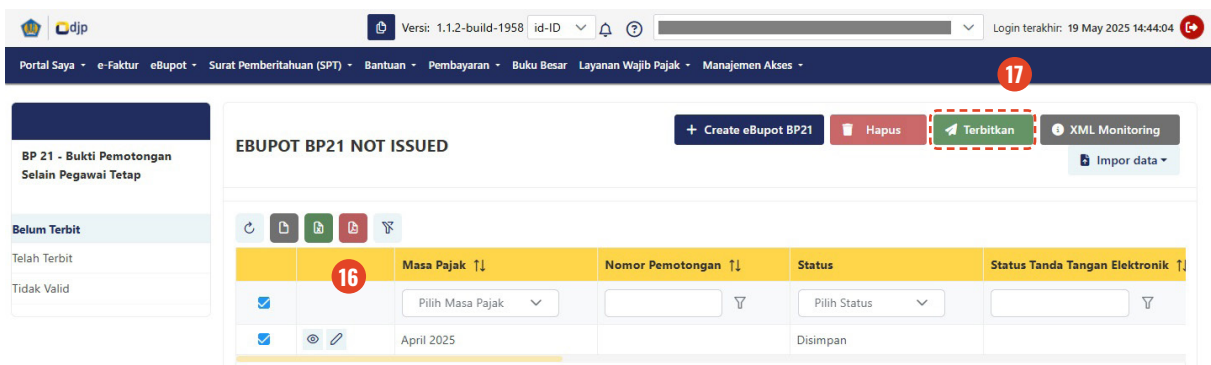 djp
Versi: 1.1.2-build-1958 id-ID
Login terakhir: 19 May 2025 14:44:04
Portal Saya e-Faktur eBupot Surat Pemberitahuan (SPT) Bantuan Pembayaran Buku Besar Layanan Wajib Pajak Manajemen Akses
17
EBUPOT BP21 NOT ISSUED
+ Create eBupot BP21 Hapus Terbitkan XML Monitoring
Impor data
BP 21 - Bukti Pemotongan
Selain Pegawai Tetap
Belum Terbit
Telah Terbit
Tidak Valid
16
Masa Pajak Nomor Pemotongan Status Status Tanda Tangan Elektronik
Pilih Masa Pajak Pilih Status
April 2025 Disimpan